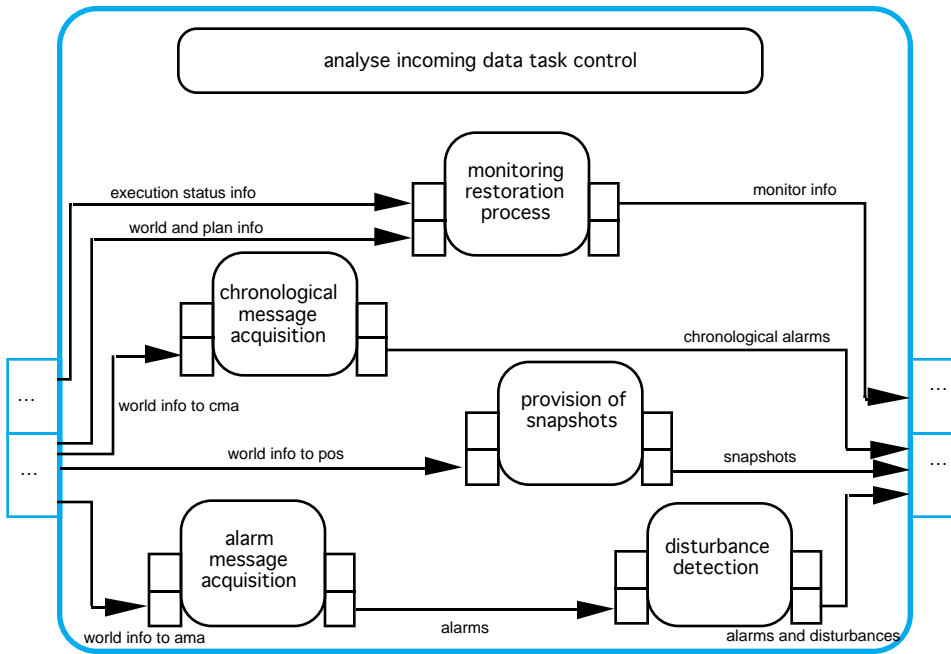 analyse incoming data task control
monitoring
restoration
process
execution status info
monitor info
world and plan info
chronological
message
acquisition
chronological alarms
...
...
world info to cma
provision of
snapshots
...
...
world info to pos
snapshots
alarm
message
acquisition
disturbance
detection
world info to ama
alarms
alarms and disturbances